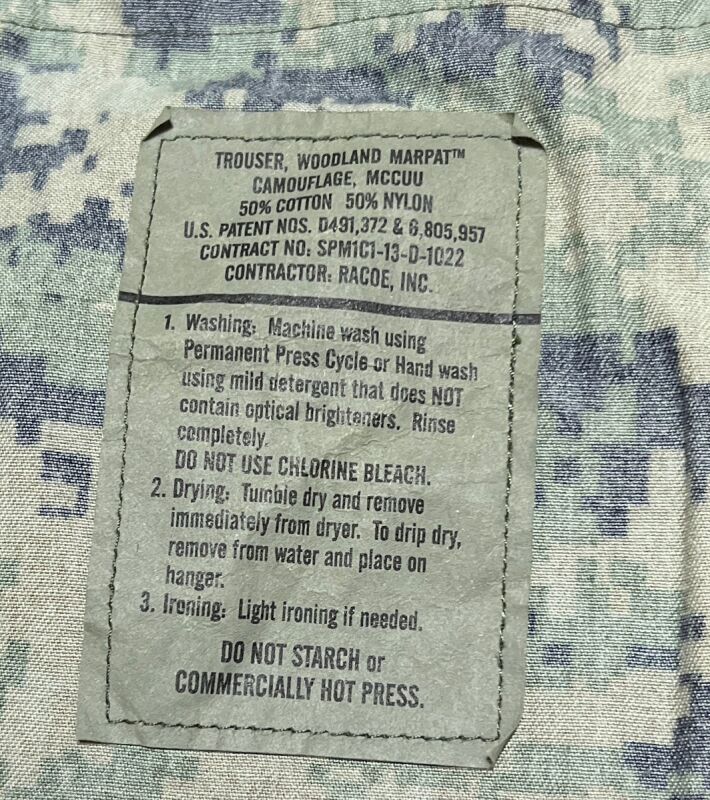 TROUSER, WOODLAND MARPAT™
CAMOUFLAGE, MCCUU
50% COTTON 50% NYLON
U.S. PATENT NOS. D491,372 & 6,805,957
CONTRACT NO: SPM1C1-13-D-1022
CONTRACTOR: RACOE, INC.
1. Washing: Machine wash using
Permanent Press Cycle or Hand wash
using mild detergent that does NOT
contain optical brighteners. Rinse
completely.
DO NOT USE CHLORINE BLEACH.
2. Drying: Tumble dry and remove
immediately from dryer. To drip dry,
remove from water and place on
hanger.
3. Ironing: Light ironing if needed.
DO NOT STARCH or
COMMERCIALLY HOT PRESS.